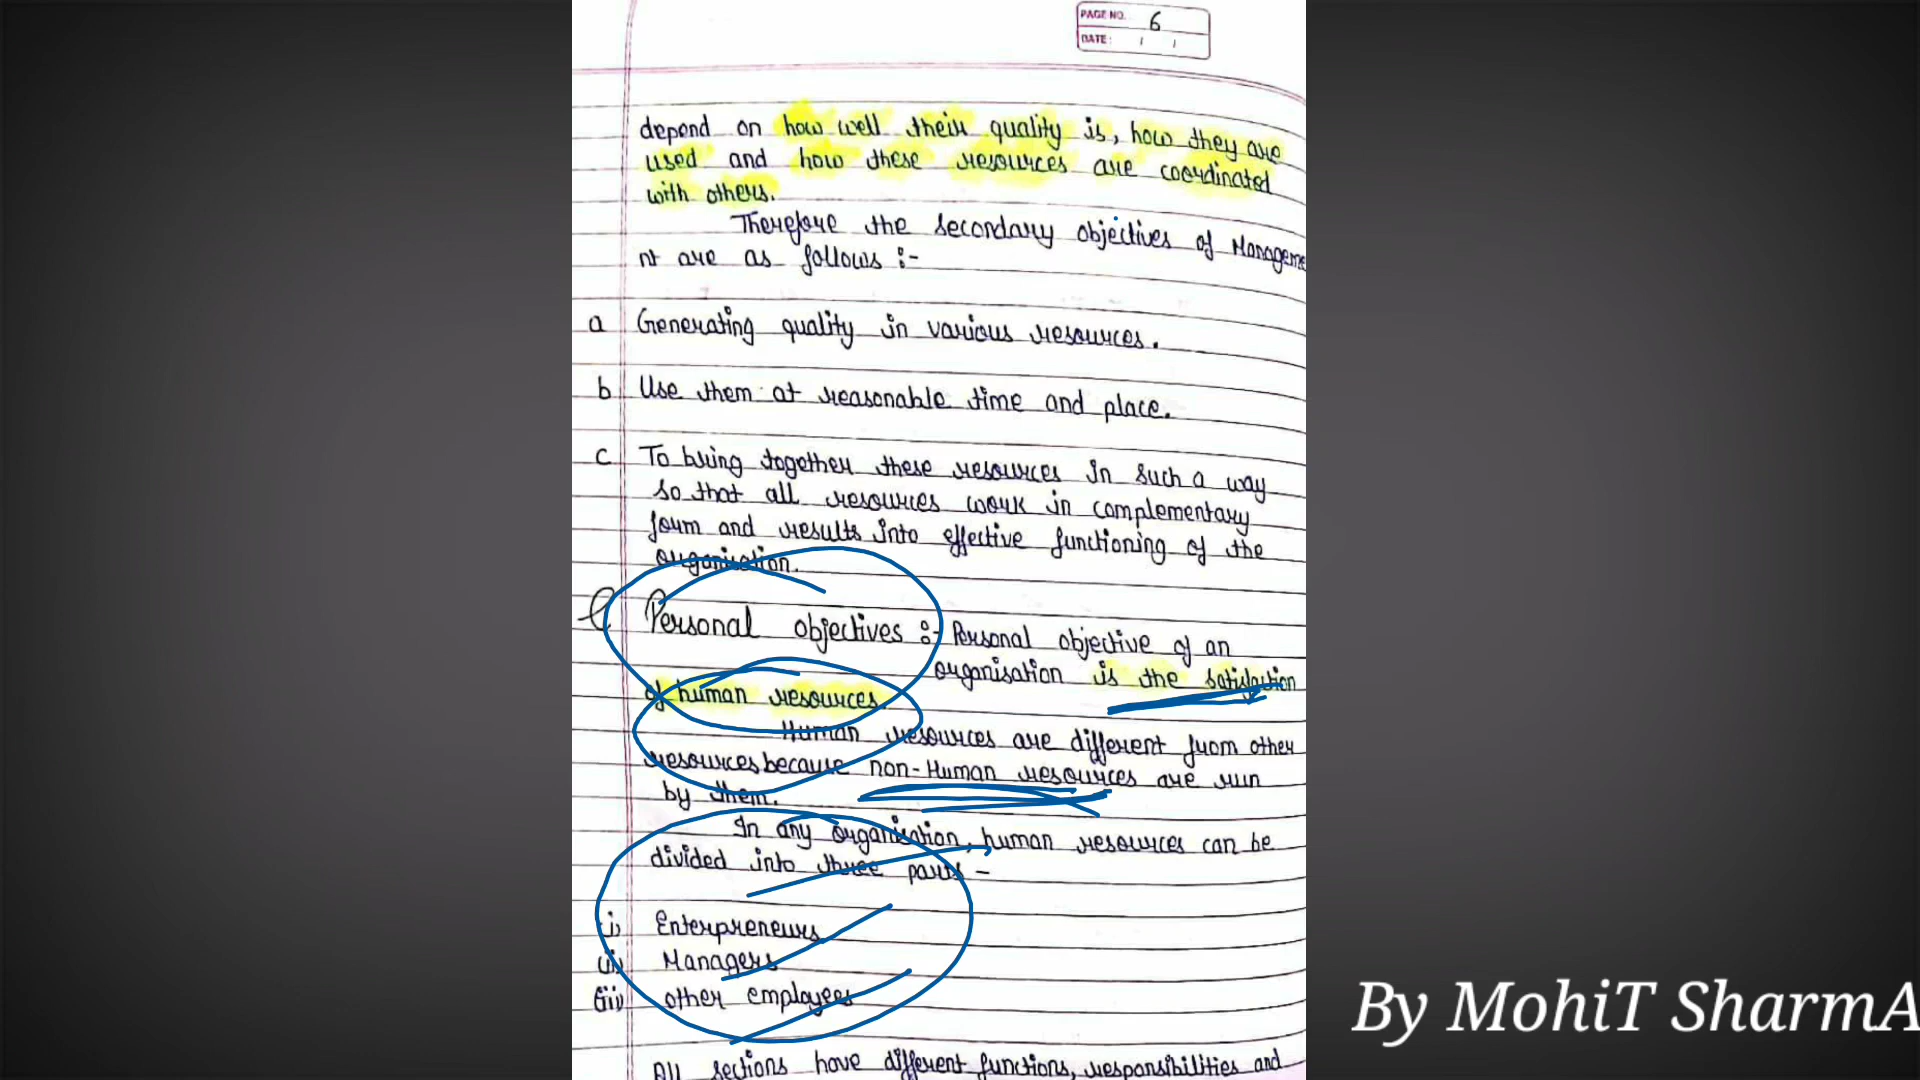 PAGE NO. 6
DATE: / /
depend on how well their quality is, how they are
used and how these resources are coordinated
with others.
Therefore the secondary objectives of Manageme
nt are as follows :-
a Generating quality in various resources.
b Use them at reasonable time and place.
c To bring together these resources in such a way
so that all resources work in complementary
form and results into effective functioning of the
organisation.
Personal objectives :- Personal objective of an
organisation is the satisfaction
of human resources.
Human resources are different from other
resources because non-Human resources are run
by them.
In any organisation, human resources can be
divided into three parts -
i) Enterpreneurs
ii) Managers
iii) other employees
All sections have different functions, responsibilities and
By MohiT SharmA